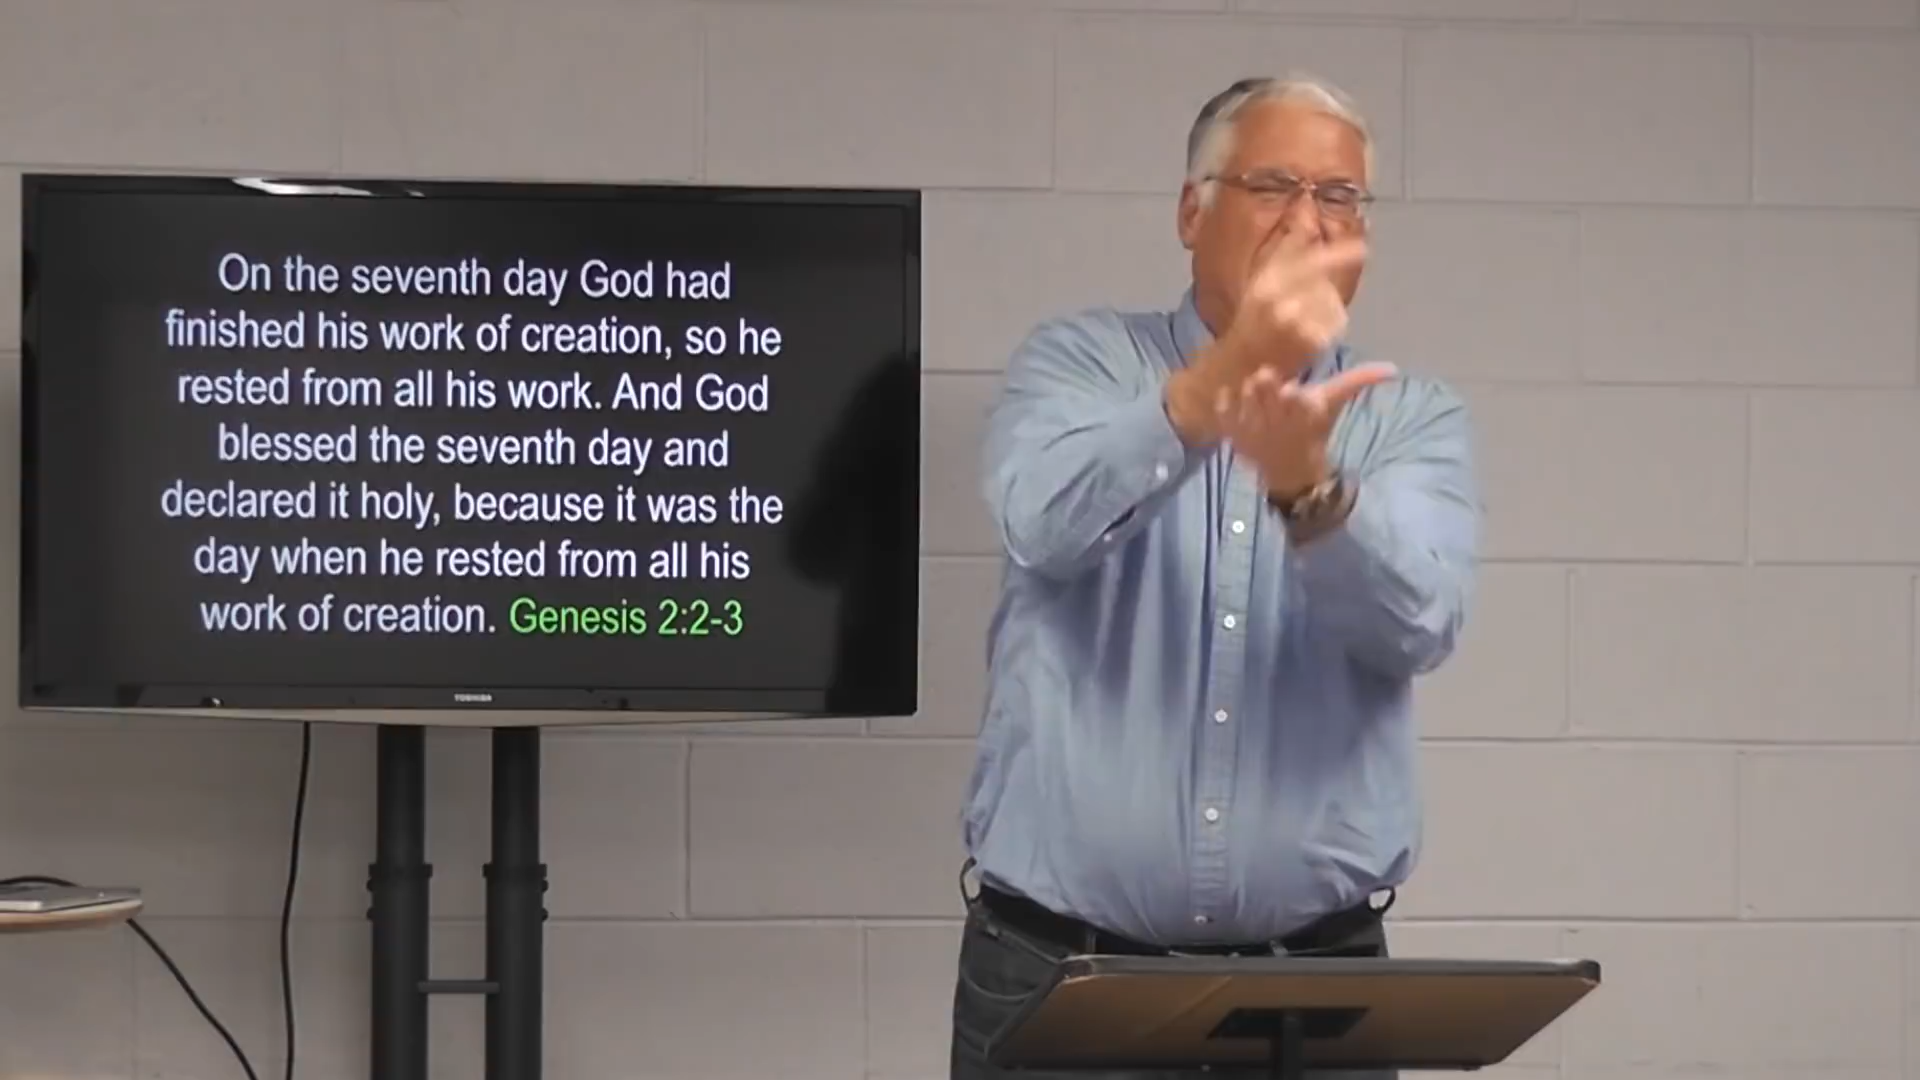 On the seventh day God had
finished his work of creation, so he
rested from all his work. And God
blessed the seventh day and
declared it holy, because it was the
day when he rested from all his
work of creation. Genesis 2:2-3
TOSHIBA